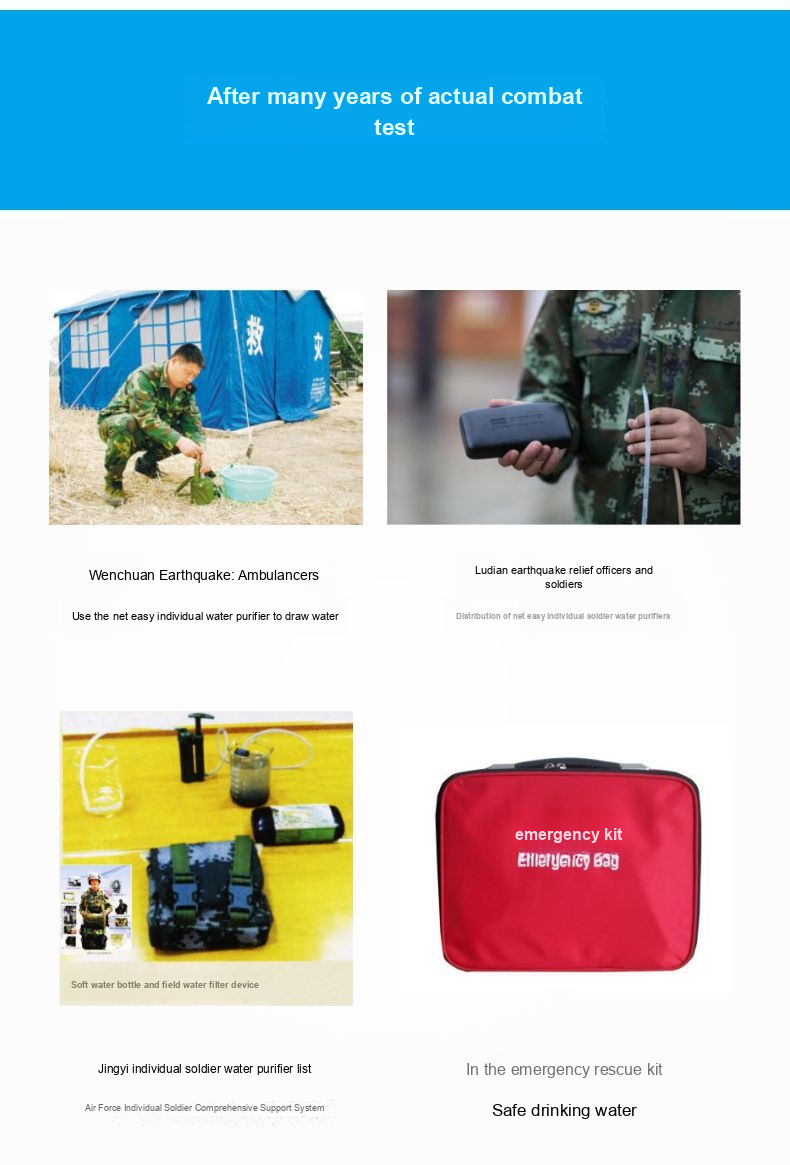 After many years of actual combat
test
救
灾
Wenchuan Earthquake: Ambulancers
Use the net easy individual water purifier to draw water
Ludian earthquake relief officers and
soldiers
Distribution of net easy individual soldier water purifiers
emergency kit
Emergency Bag
Soft water bottle and field water filter device
Jingyi individual soldier water purifier list
Air Force Individual Soldier Comprehensive Support System
In the emergency rescue kit
Safe drinking water